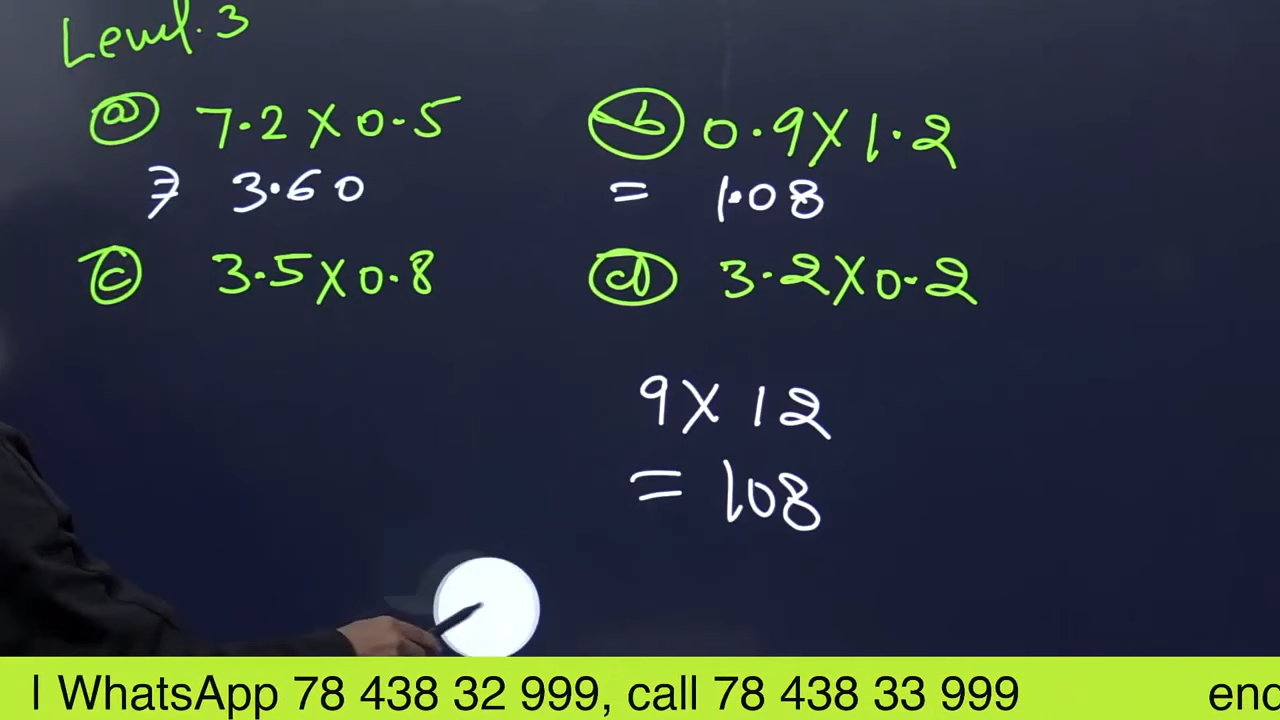 Level.3
(a) 7.2 X 0.5
(b) 0.9 X 1.2
= 3.60
= 1.08
(c) 3.5 X 0.8
(d) 3.2 X 0.2
9 X 12
= 108
WhatsApp 78 438 32 999, call 78 438 33 999